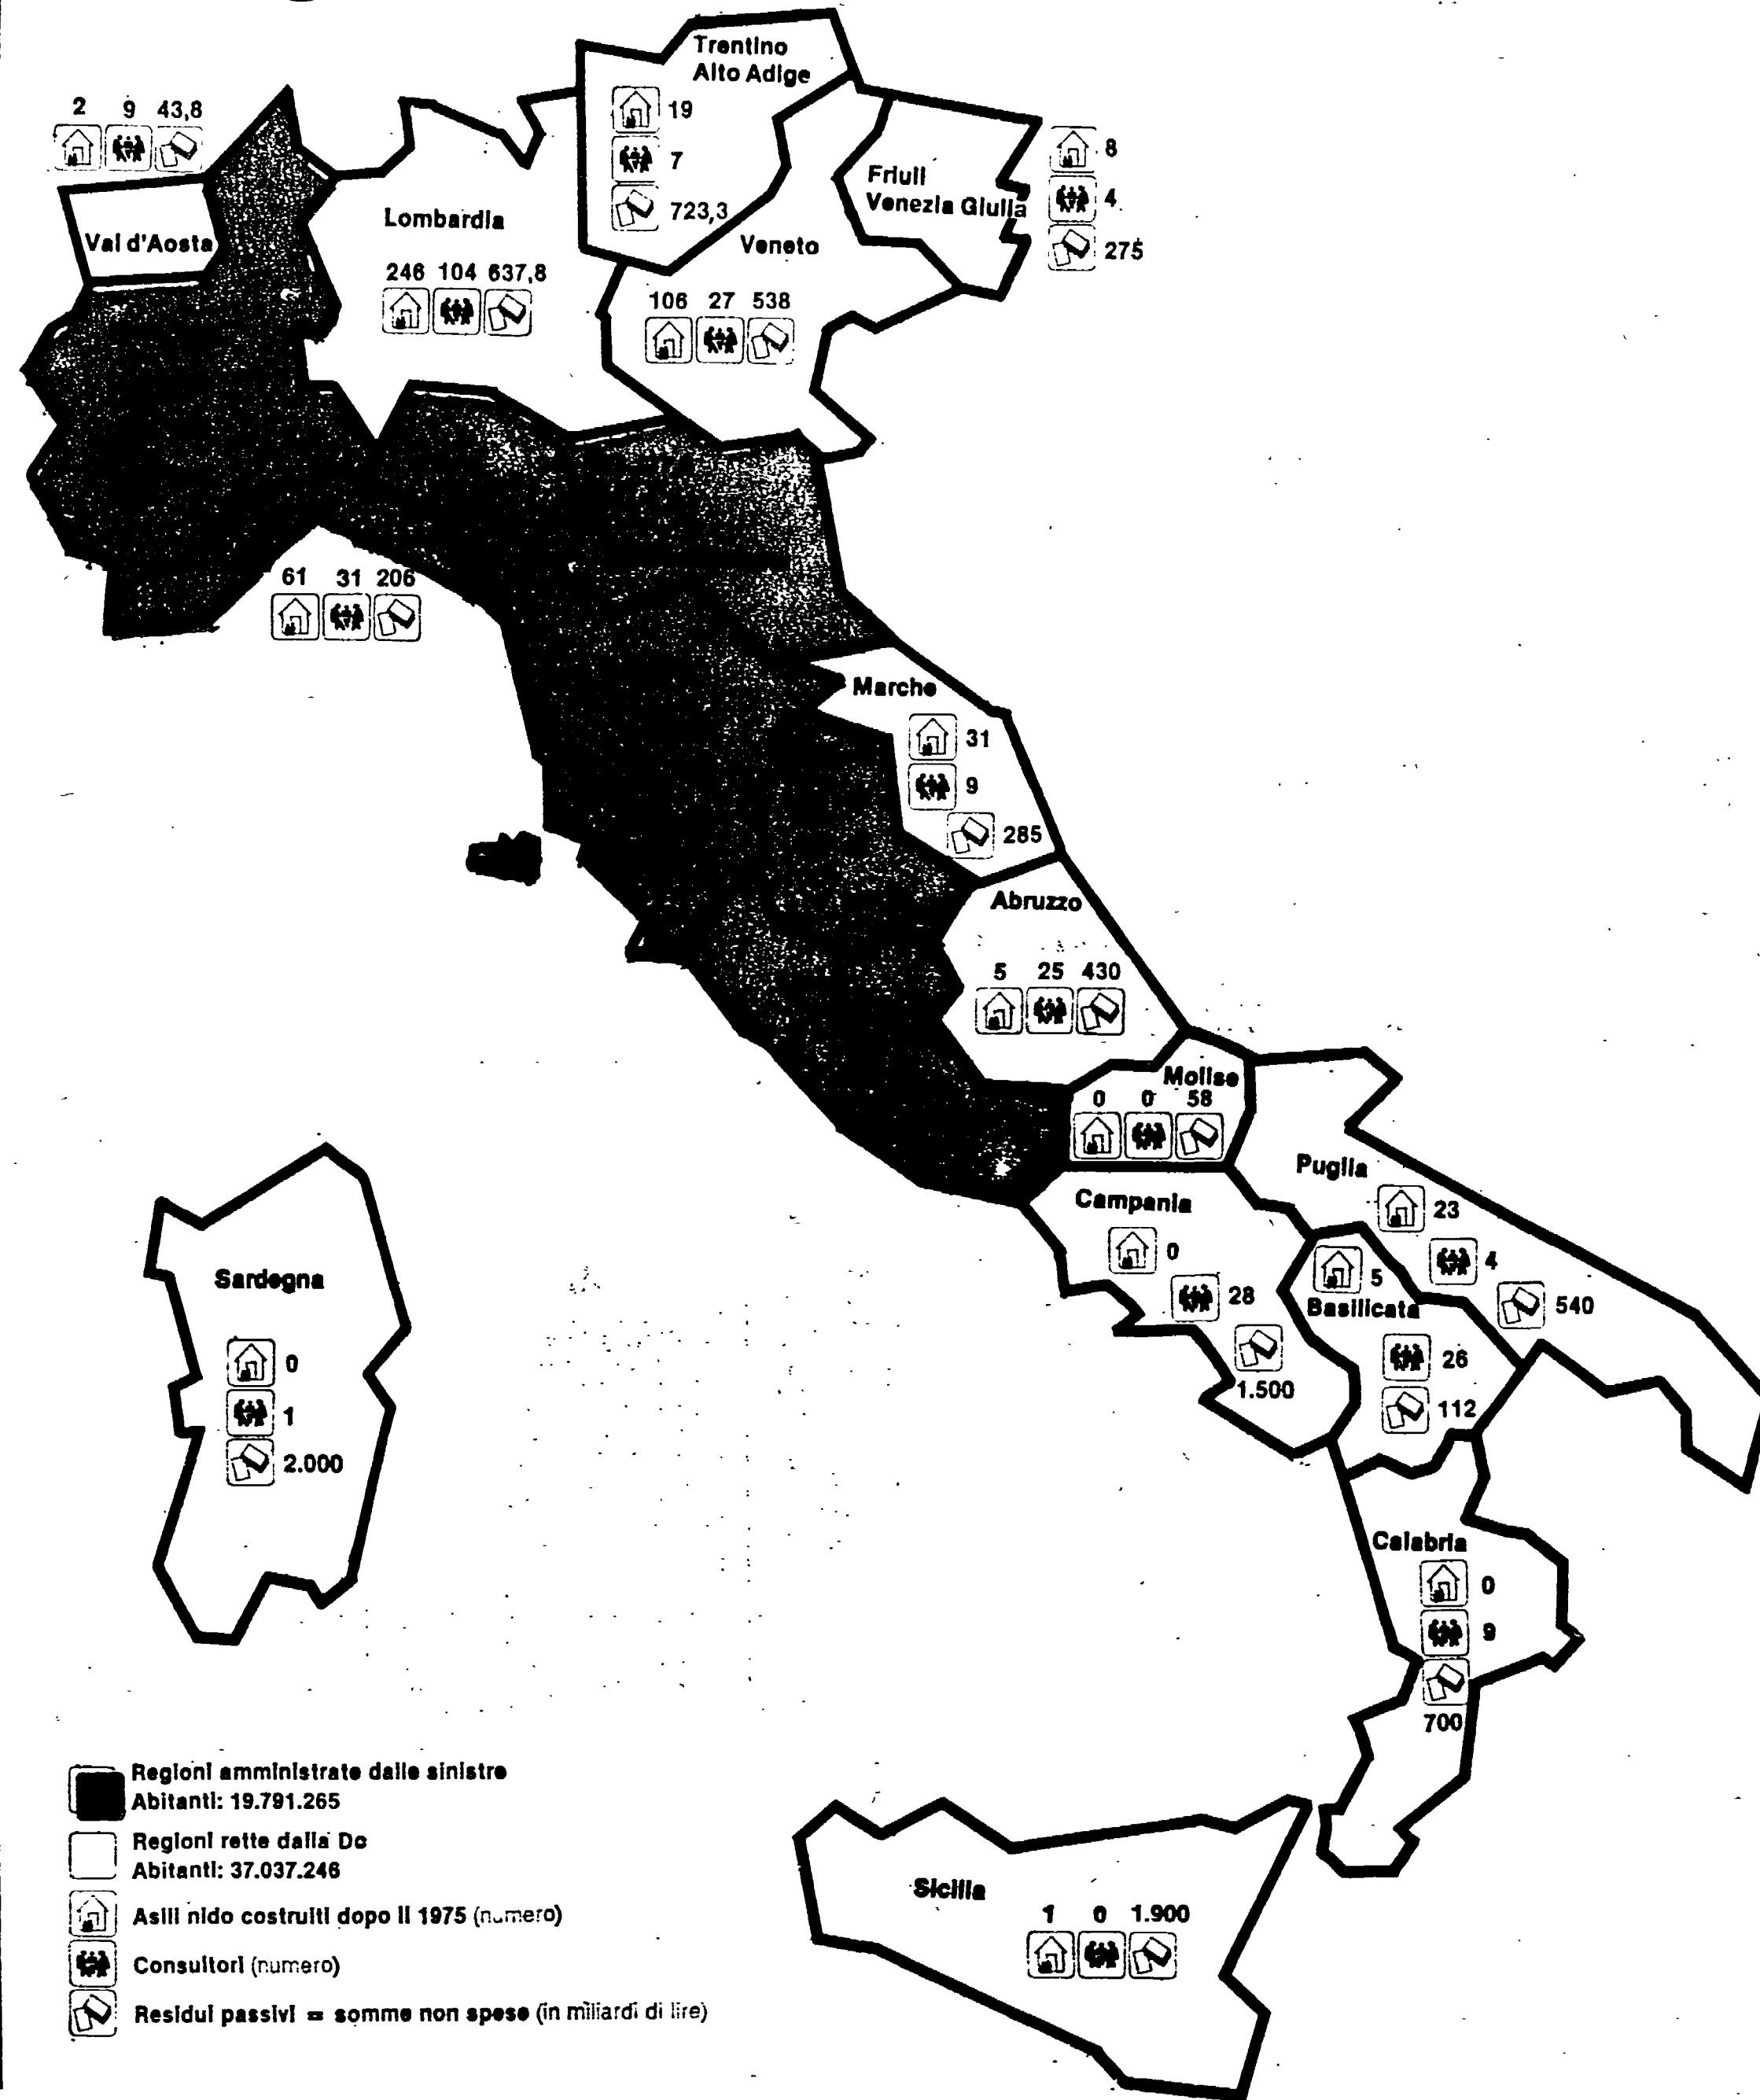 Trentino
Alto Adige
19
7
723,3
2 9 43,8
Val d'Aosta
Lombardia
246 104 637,8
Friuli
Venezia Giulia
8
4
275
Veneto
106 27 538
61 31 206
Marche
31
9
285
Abruzzo
5 25 430
Molise
0 0 58
Puglia
23
4
540
Campania
0
28
1.500
5
Basilicata
26
112
Sardegna
0
1
2.000
Calabria
0
9
700
Sicilia
1 0 1.900
Regioni amministrate dalle sinistre
Abitanti: 19.791.265
Regioni rette dalla Dc
Abitanti: 37.037.246
Asili nido costruiti dopo il 1975 (numero)
Consultori (numero)
Residui passivi = somme non spese (in miliardi di lire)